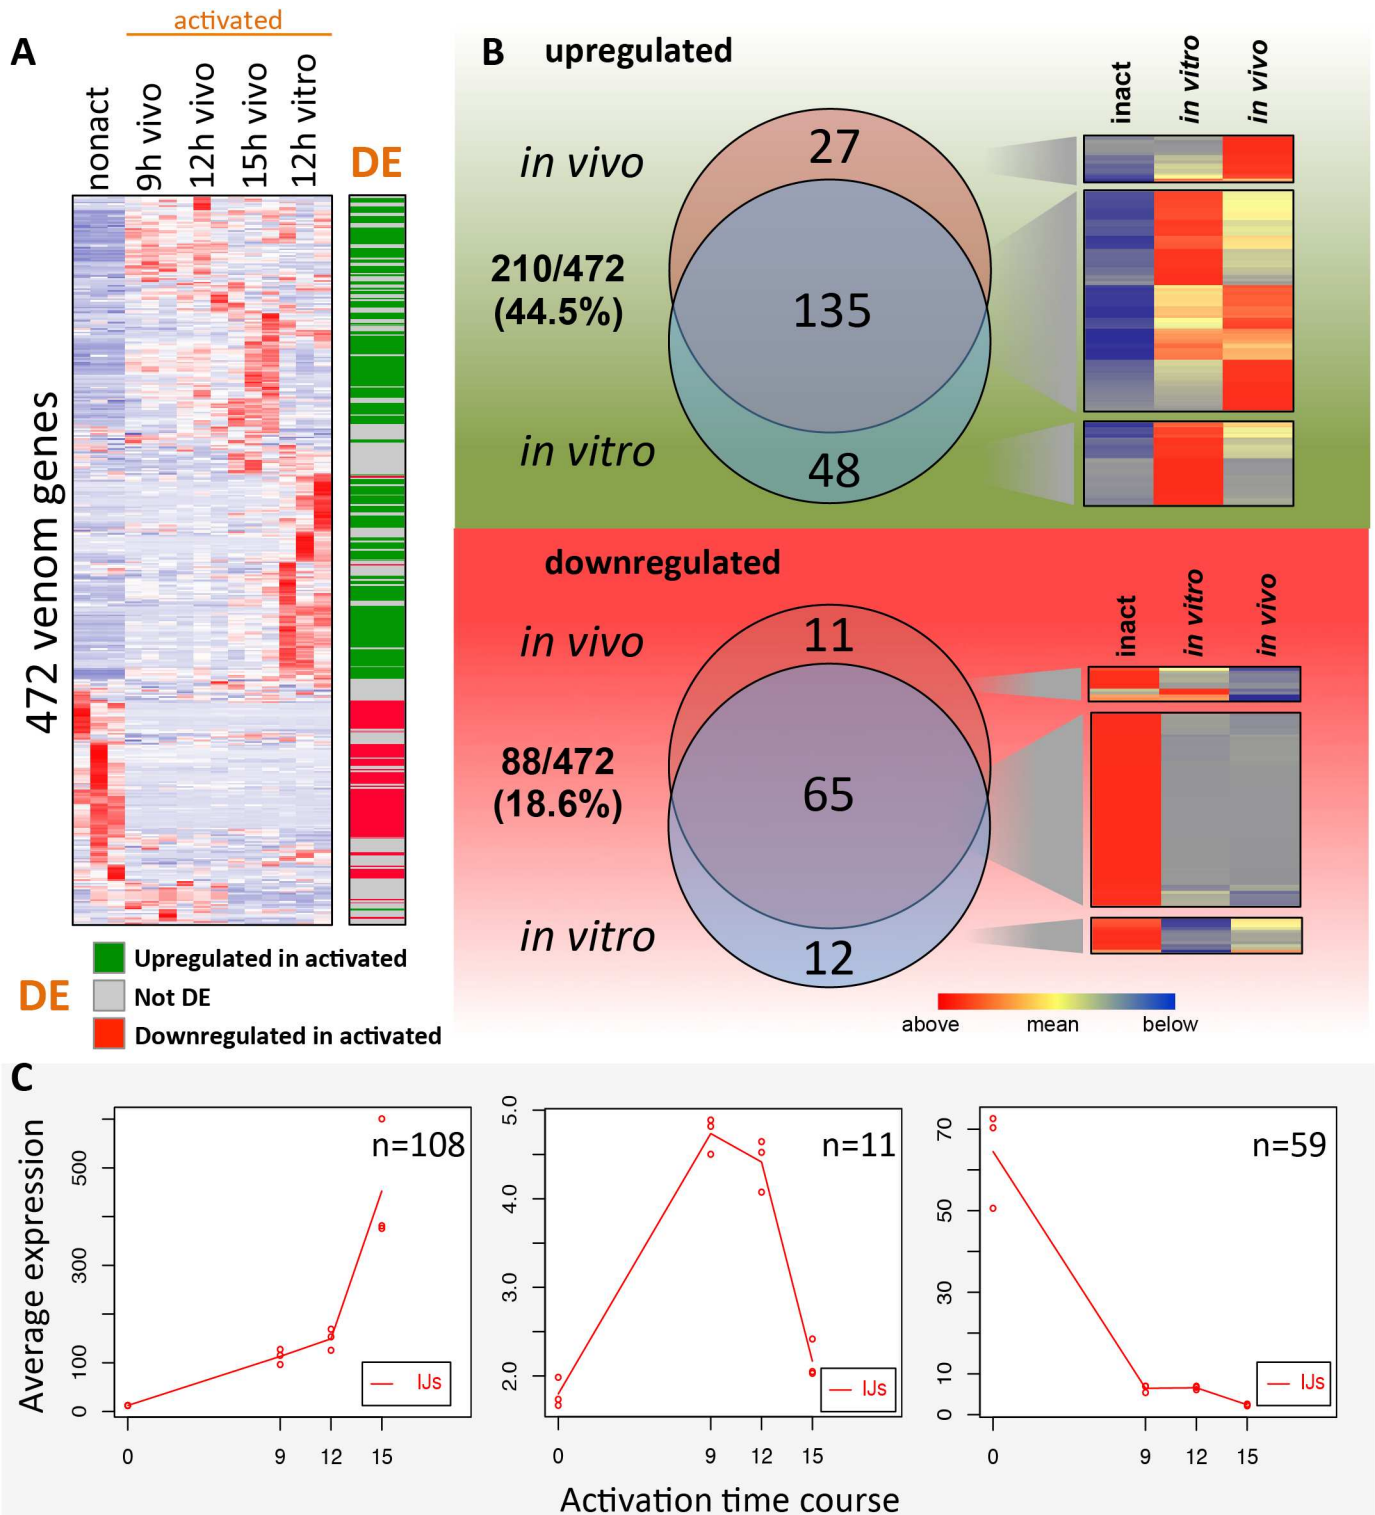 A
activated
nonact
9h vivo
12h vivo
15h vivo
12h vitro
DE
472 venom genes
DE
Upregulated in activated
Not DE
Downregulated in activated
B
upregulated
inact
in vitro
in vivo
in vivo
27
210/472
(44.5%)
135
in vitro
48
downregulated
inact
in vitro
in vivo
in vivo
11
88/472
(18.6%)
65
in vitro
12
above
mean
below
C
Average expression
500
300
100
0
n=108
IJs
0
9
12
15
5.0
4.0
3.0
2.0
n=11
IJs
0
9
12
15
70
50
30
10
0
n=59
IJs
0
9
12
15
Activation time course